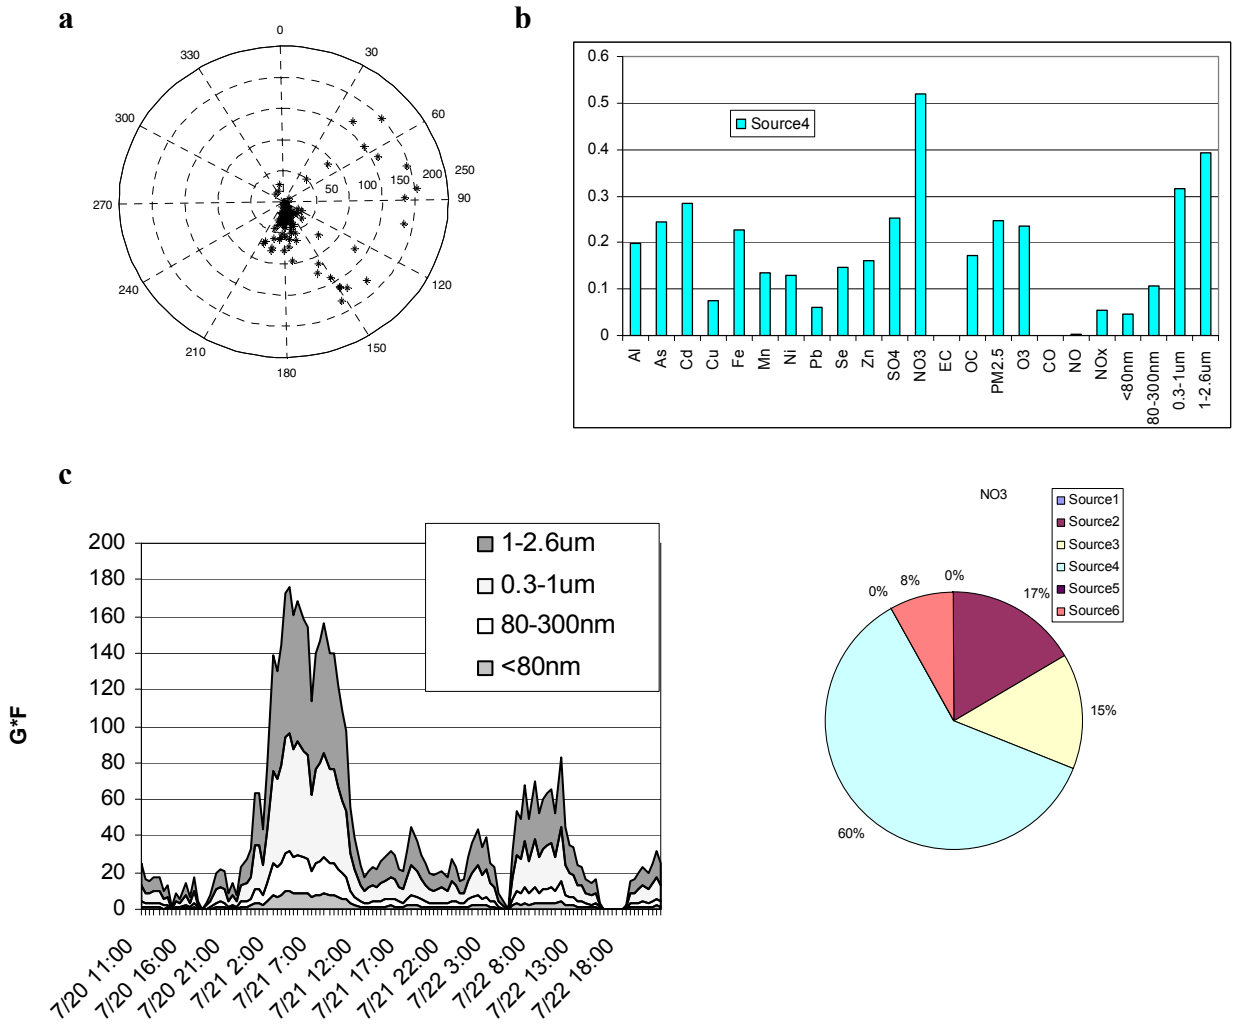 a
0
30
60
90
120
150
180
210
240
270
300
330
50
100
150
200
250
b
0.6
0.5
0.4
0.3
0.2
0.1
0
Source4
Al
As
Cd
Cu
Fe
Mn
Ni
Pb
Se
Zn
SO4
NO3
EC
OC
PM2.5
O3
CO
NO
NOx
<80nm
80-300nm
0.3-1um
1-2.6um
c
G*F
200
180
160
140
120
100
80
60
40
20
0
1-2.6um
0.3-1um
80-300nm
<80nm
7/20 11:00
7/20 16:00
7/20 21:00
7/21 2:00
7/21 7:00
7/21 12:00
7/21 17:00
7/21 22:00
7/22 3:00
7/22 8:00
7/22 13:00
7/22 18:00
NO3
Source1
Source2
Source3
Source4
Source5
Source6
0%
8%
0%
17%
15%
60%